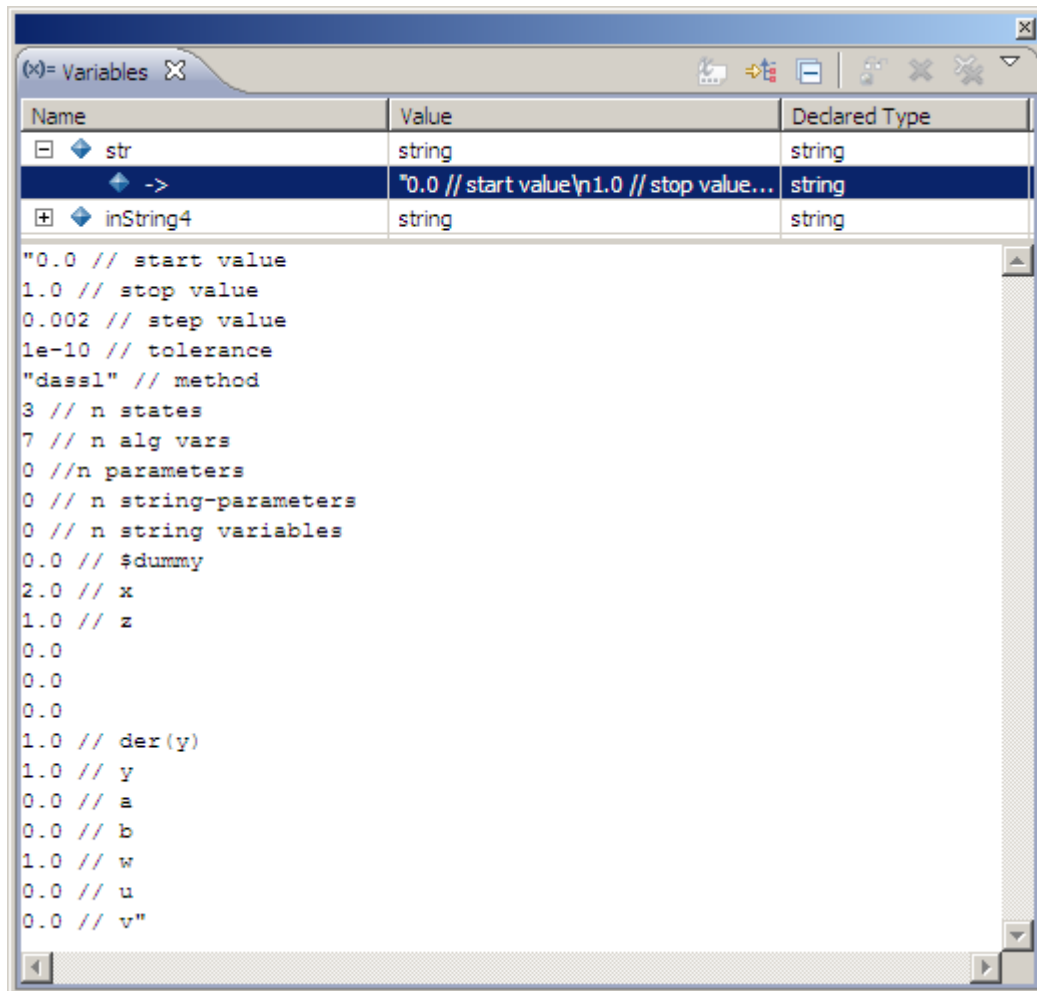 (x)= Variables
Name Value Declared Type
str string string
-> "0.0 // start value\n1.0 // stop value... string
inString4 string string
"0.0 // start value
1.0 // stop value
0.002 // step value
1e-10 // tolerance
"dassl" // method
3 // n states
7 // n alg vars
0 //n parameters
0 // n string-parameters
0 // n string variables
0.0 // $dummy
2.0 // x
1.0 // z
0.0
0.0
0.0
1.0 // der(y)
1.0 // y
0.0 // a
0.0 // b
1.0 // w
0.0 // u
0.0 // v"